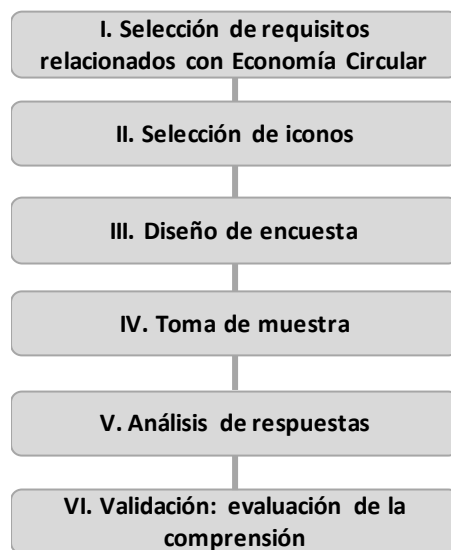 I. Selección de requisitos
relacionados con Economía Circular
II. Selección de iconos
III. Diseño de encuesta
IV. Toma de muestra
V. Análisis de respuestas
VI. Validación: evaluación de la
comprensión